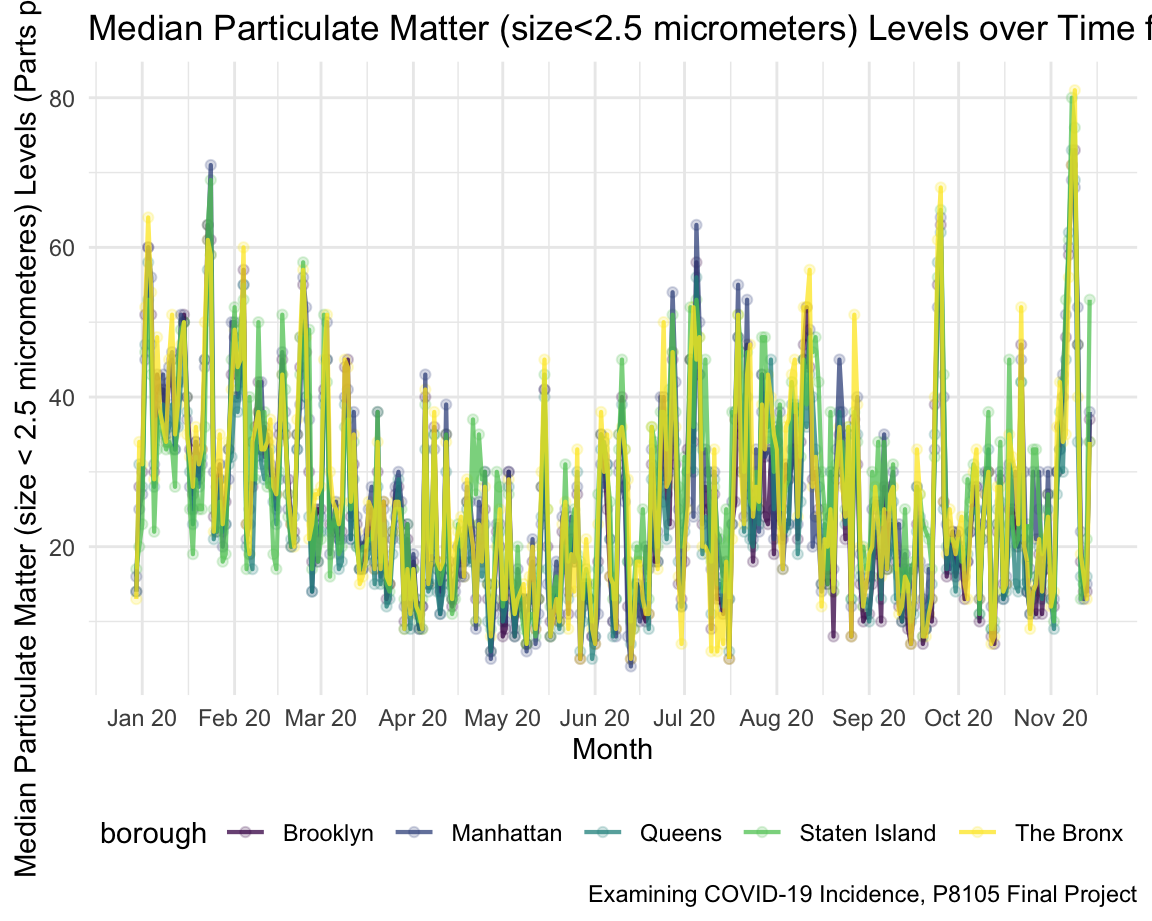 Median Particulate Matter (size<2.5 micrometers) Levels over Time
Median Particulate Matter (size < 2.5 micrometeres) Levels (Parts
80
60
40
20
Jan 20 Feb 20 Mar 20 Apr 20 May 20 Jun 20 Jul 20 Aug 20 Sep 20 Oct 20 Nov 20
Month
borough Brooklyn Manhattan Queens Staten Island The Bronx
Examining COVID-19 Incidence, P8105 Final Project